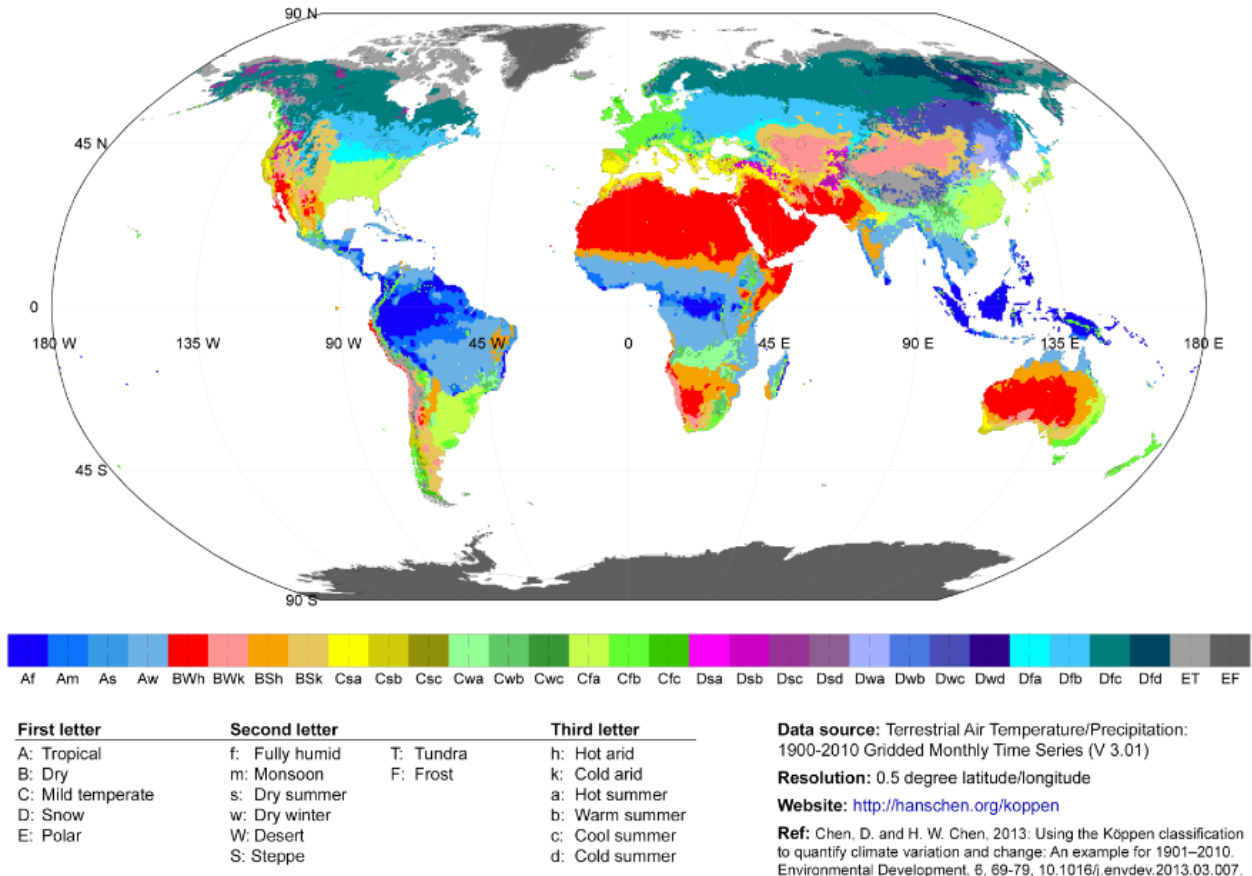 90 N
45 N
0
180 W 135 W 90 W 45 W 0 45 E 90 E 135 E 180 E
45 S
90 S
Af Am As Aw BWh BWk BSh BSk Csa Csb Csc Cwa Cwb Cwc Cfa Cfb Cfc Dsa Dsb Dsc Dsd Dwa Dwb Dwc Dwd Dfa Dfb Dfc Dfd ET EF
First letter
A: Tropical
B: Dry
C: Mild temperate
D: Snow
E: Polar
Second letter
f: Fully humid
m: Monsoon
s: Dry summer
w: Dry winter
W: Desert
S: Steppe
T: Tundra
F: Frost
Third letter
h: Hot arid
k: Cold arid
a: Hot summer
b: Warm summer
c: Cool summer
d: Cold summer
Data source: Terrestrial Air Temperature/Precipitation:
1900-2010 Gridded Monthly Time Series (V 3.01)
Resolution: 0.5 degree latitude/longitude
Website: http://hanschen.org/koppen
Ref: Chen, D. and H. W. Chen, 2013: Using the Köppen classification
to quantify climate variation and change: An example for 1901–2010.
Environmental Development, 6, 69-79, 10.1016/j.envdev.2013.03.007.